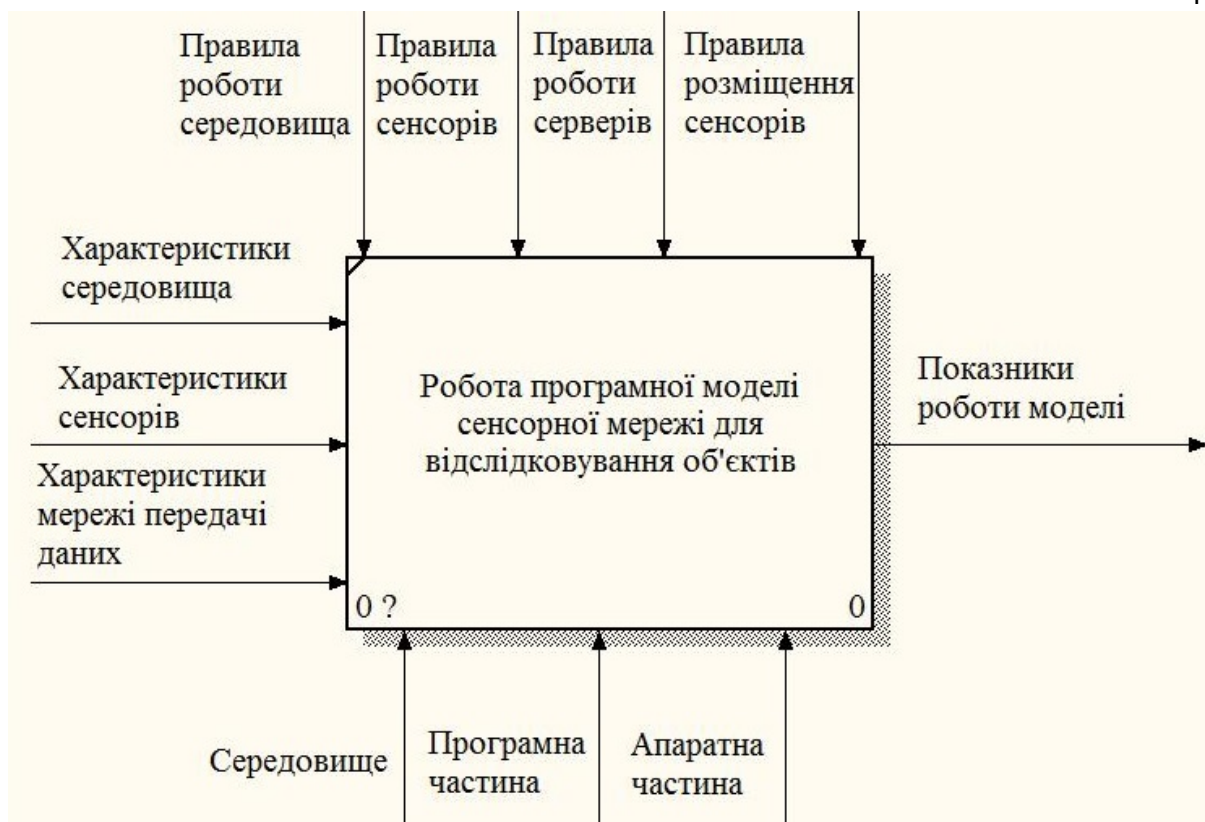 Правила
роботи
середовища
Правила
роботи
сенсорів
Правила
роботи
серверів
Правила
розміщення
сенсорів
Характеристики
середовища
Характеристики
сенсорів
Характеристики
мережі передачі
даних
Робота програмної моделі
сенсорної мережі для
відслідковування об'єктів
0 ?
0
Показники
роботи моделі
Середовище
Програмна
частина
Апаратна
частина